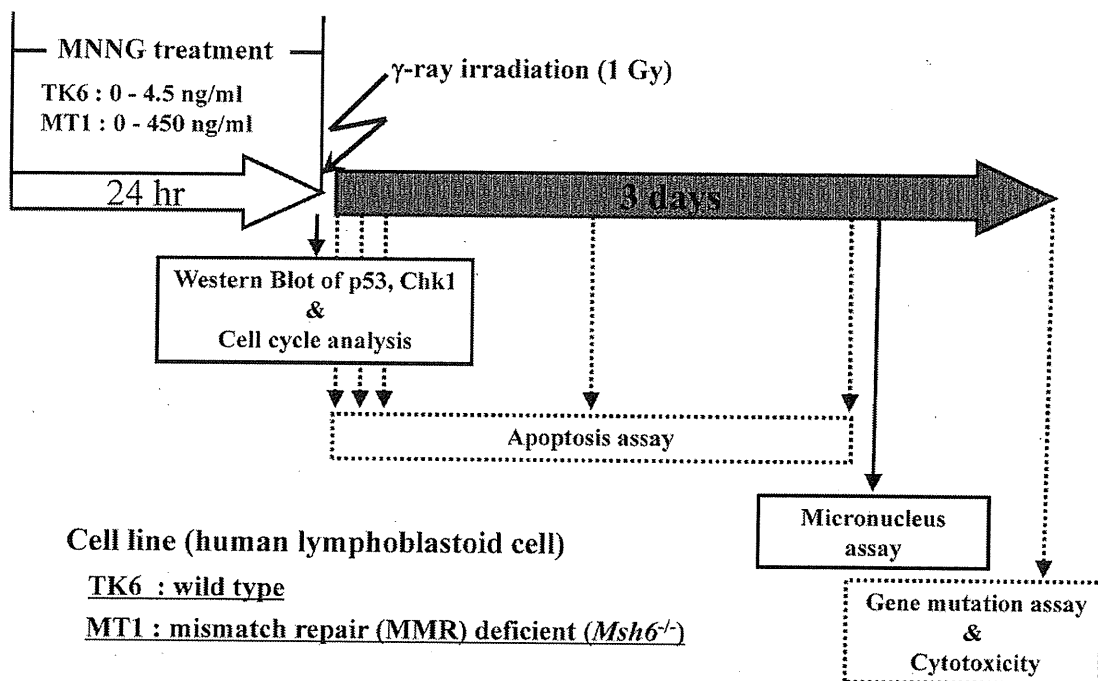 MNNG treatment
TK6 : 0 - 4.5 ng/ml
MT1 : 0 - 450 ng/ml
γ-ray irradiation (1 Gy)
24 hr
3 days
Western Blot of p53, Chk1
&
Cell cycle analysis
Apoptosis assay
Micronucleus
assay
Cell line (human lymphoblastoid cell)
TK6 : wild type
MT1 : mismatch repair (MMR) deficient (Msh6-/-)
Gene mutation assay
&
Cytotoxicity